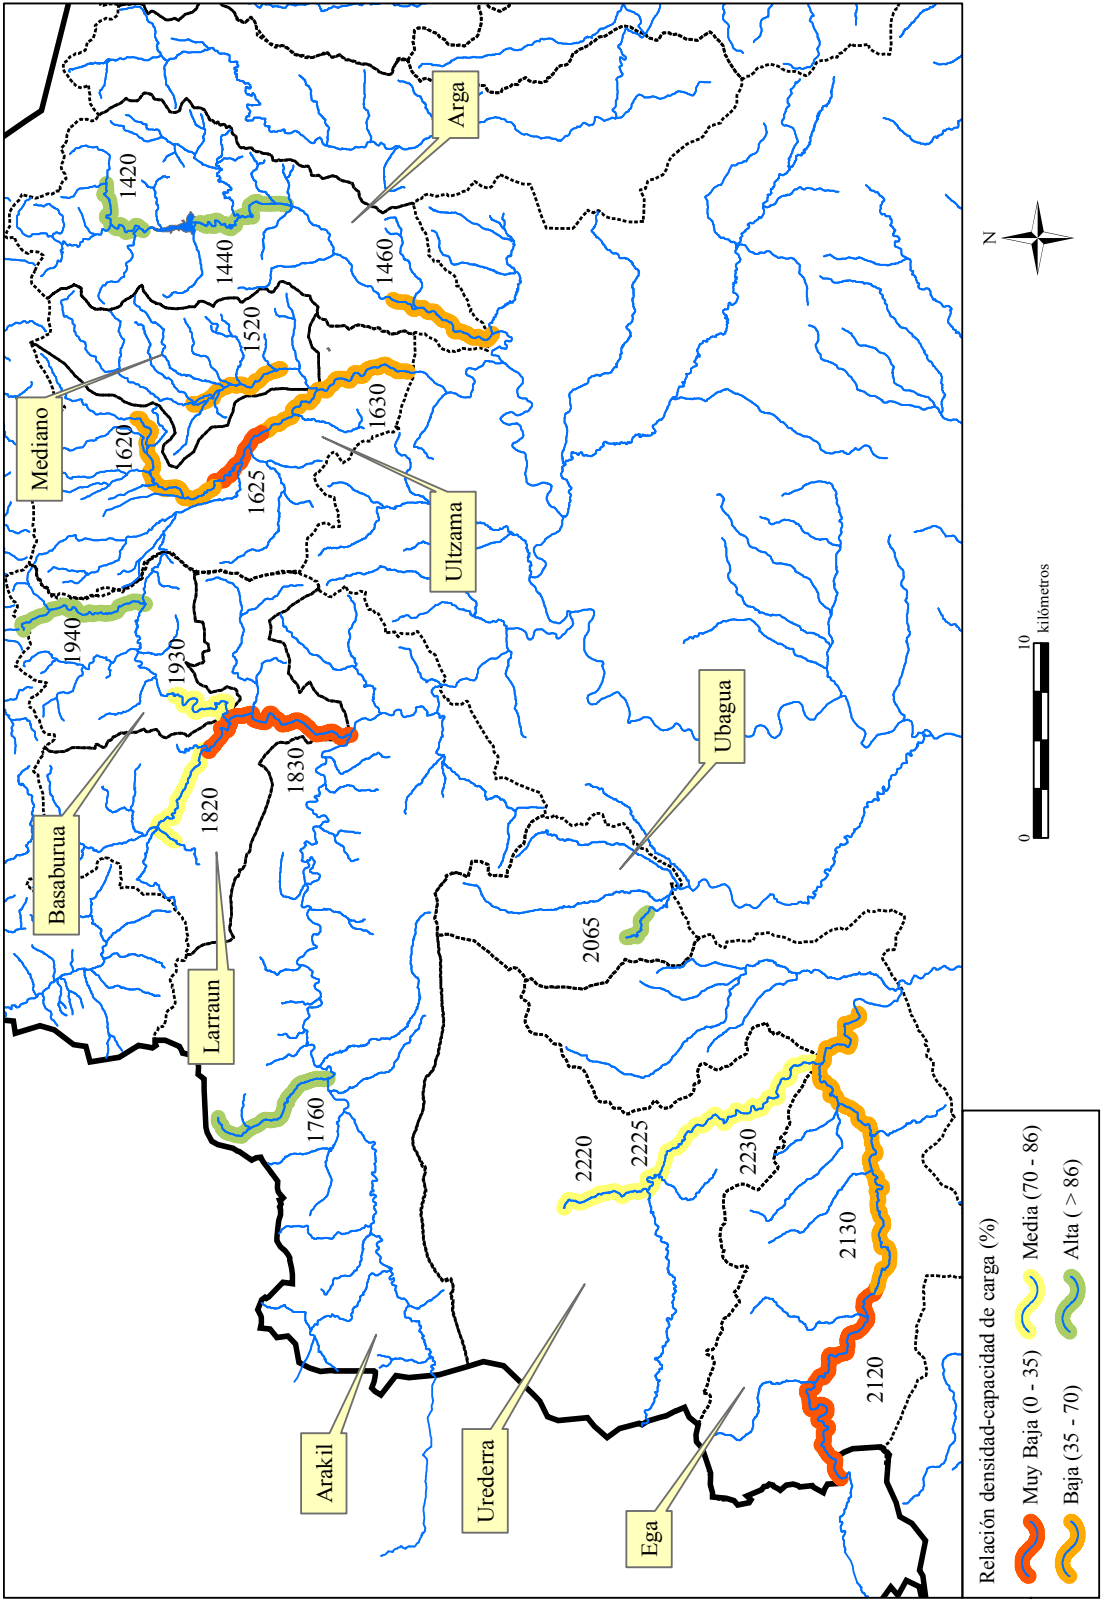 Arakil
Urederra
Ega
Larraun
Basaburua
Ubagua
Mediano
Ultzama
Arga
1760
2220
2225
2230
2130
2120
2065
1820
1830
1930
1940
1620
1625
1630
1520
1420
1440
1460
N
0 10
kilómetros
Relación densidad-capacidad de carga (%)
Muy Baja (0 - 35)
Media (70 - 86)
Baja (35 - 70)
Alta ( > 86)